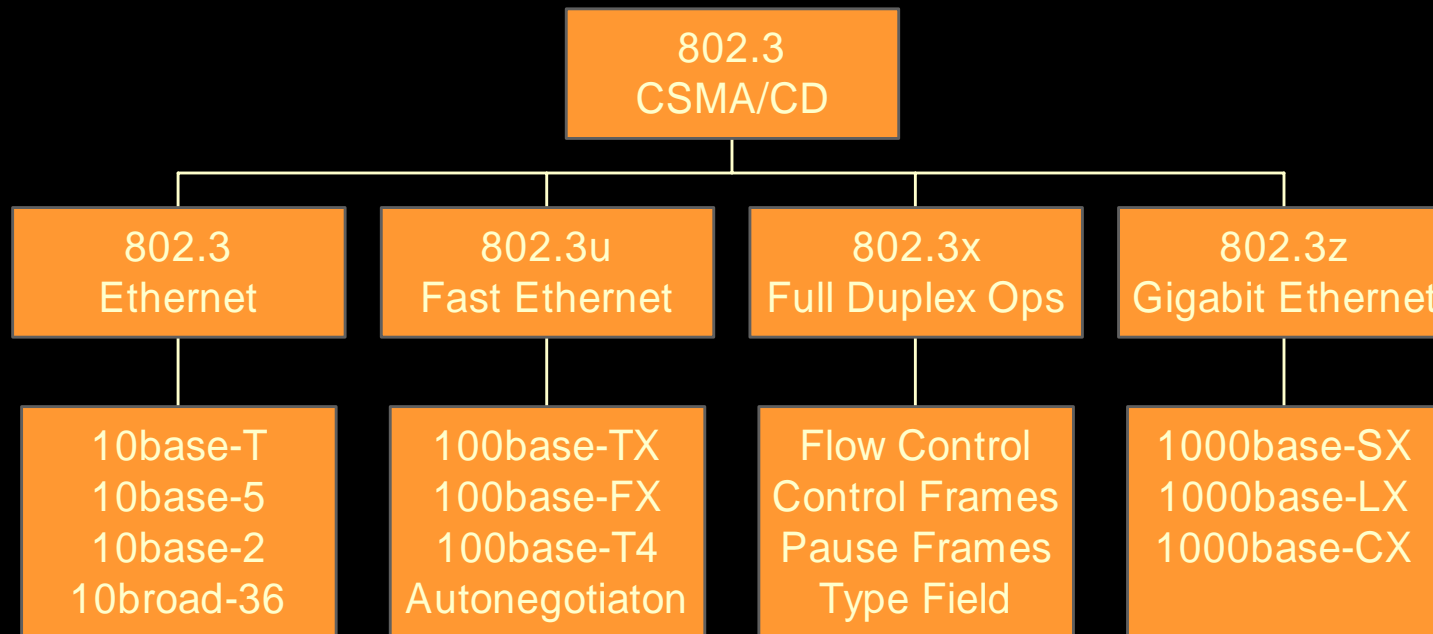 802.3
CSMA/CD
802.3
Ethernet
802.3u
Fast Ethernet
802.3x
Full Duplex Ops
802.3z
Gigabit Ethernet
10base-T
10base-5
10base-2
10broad-36
100base-TX
100base-FX
100base-T4
Autonegotiaton
Flow Control
Control Frames
Pause Frames
Type Field
1000base-SX
1000base-LX
1000base-CX